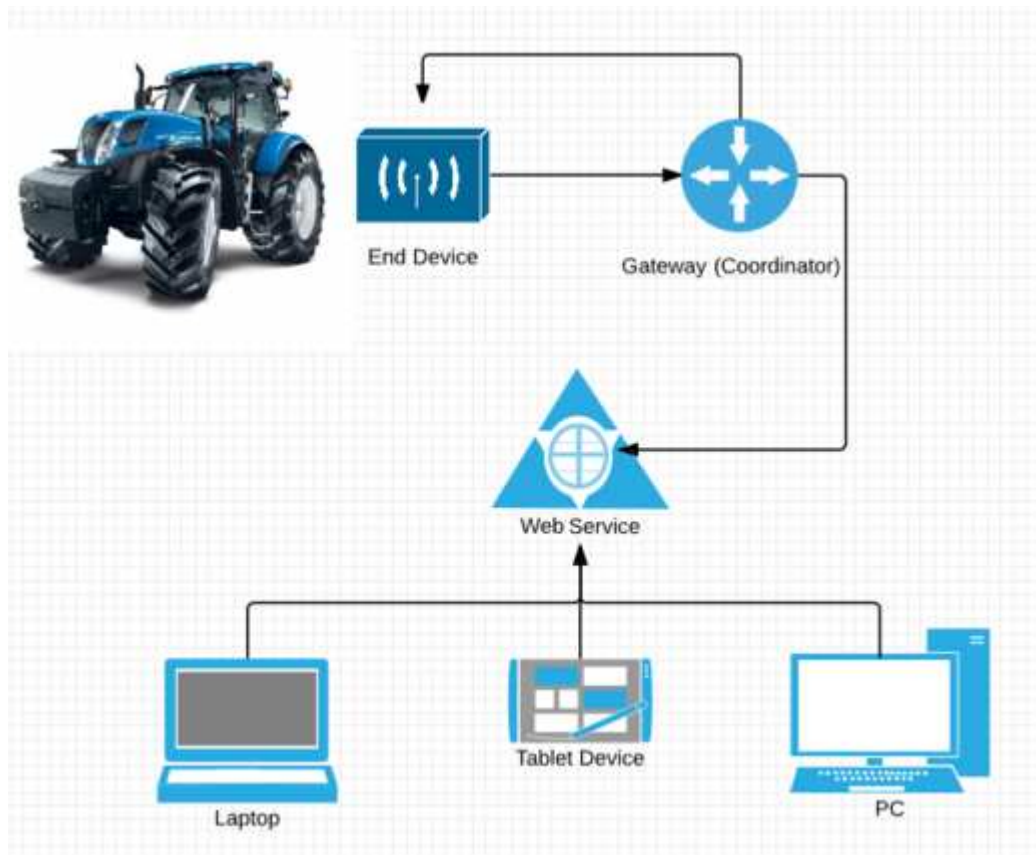 End Device
Gateway (Coordinator)
Web Service
Tablet Device
Laptop
PC